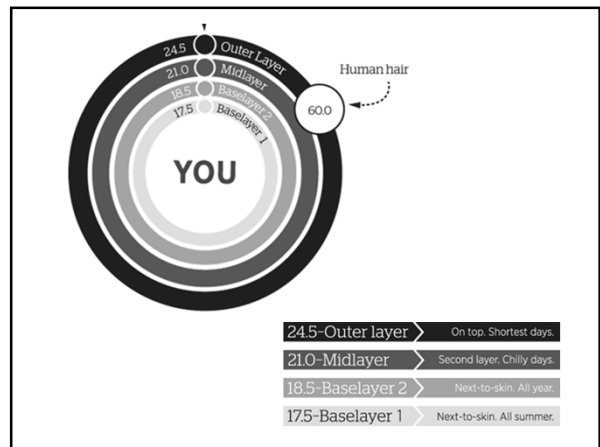 24.5 Outer Layer
21.0 Midlayer
18.5 Baselayer 2
17.5 Baselayer 1
YOU
Human hair
60.0
24.5-Outer layer On top. Shortest days.
21.0-Midlayer Second layer. Chilly days.
18.5-Baselayer 2 Next-to-skin. All year.
17.5-Baselayer 1 Next-to-skin. All summer.